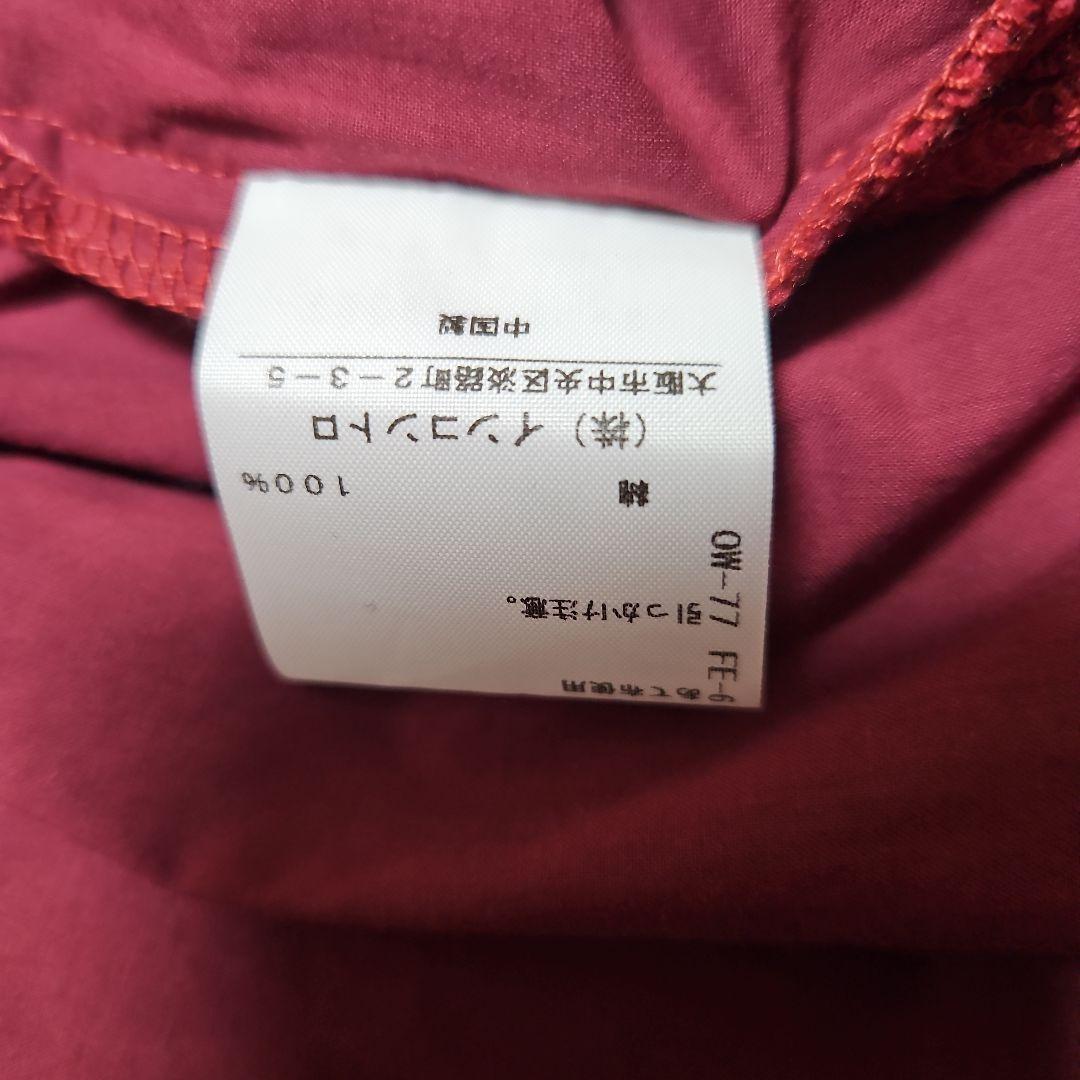 あて布使用
引っかけ注意。
綿 100%
(株) インコントロ
大阪市中央区淡路町2-3-5
中国製
OW-77 FE-6